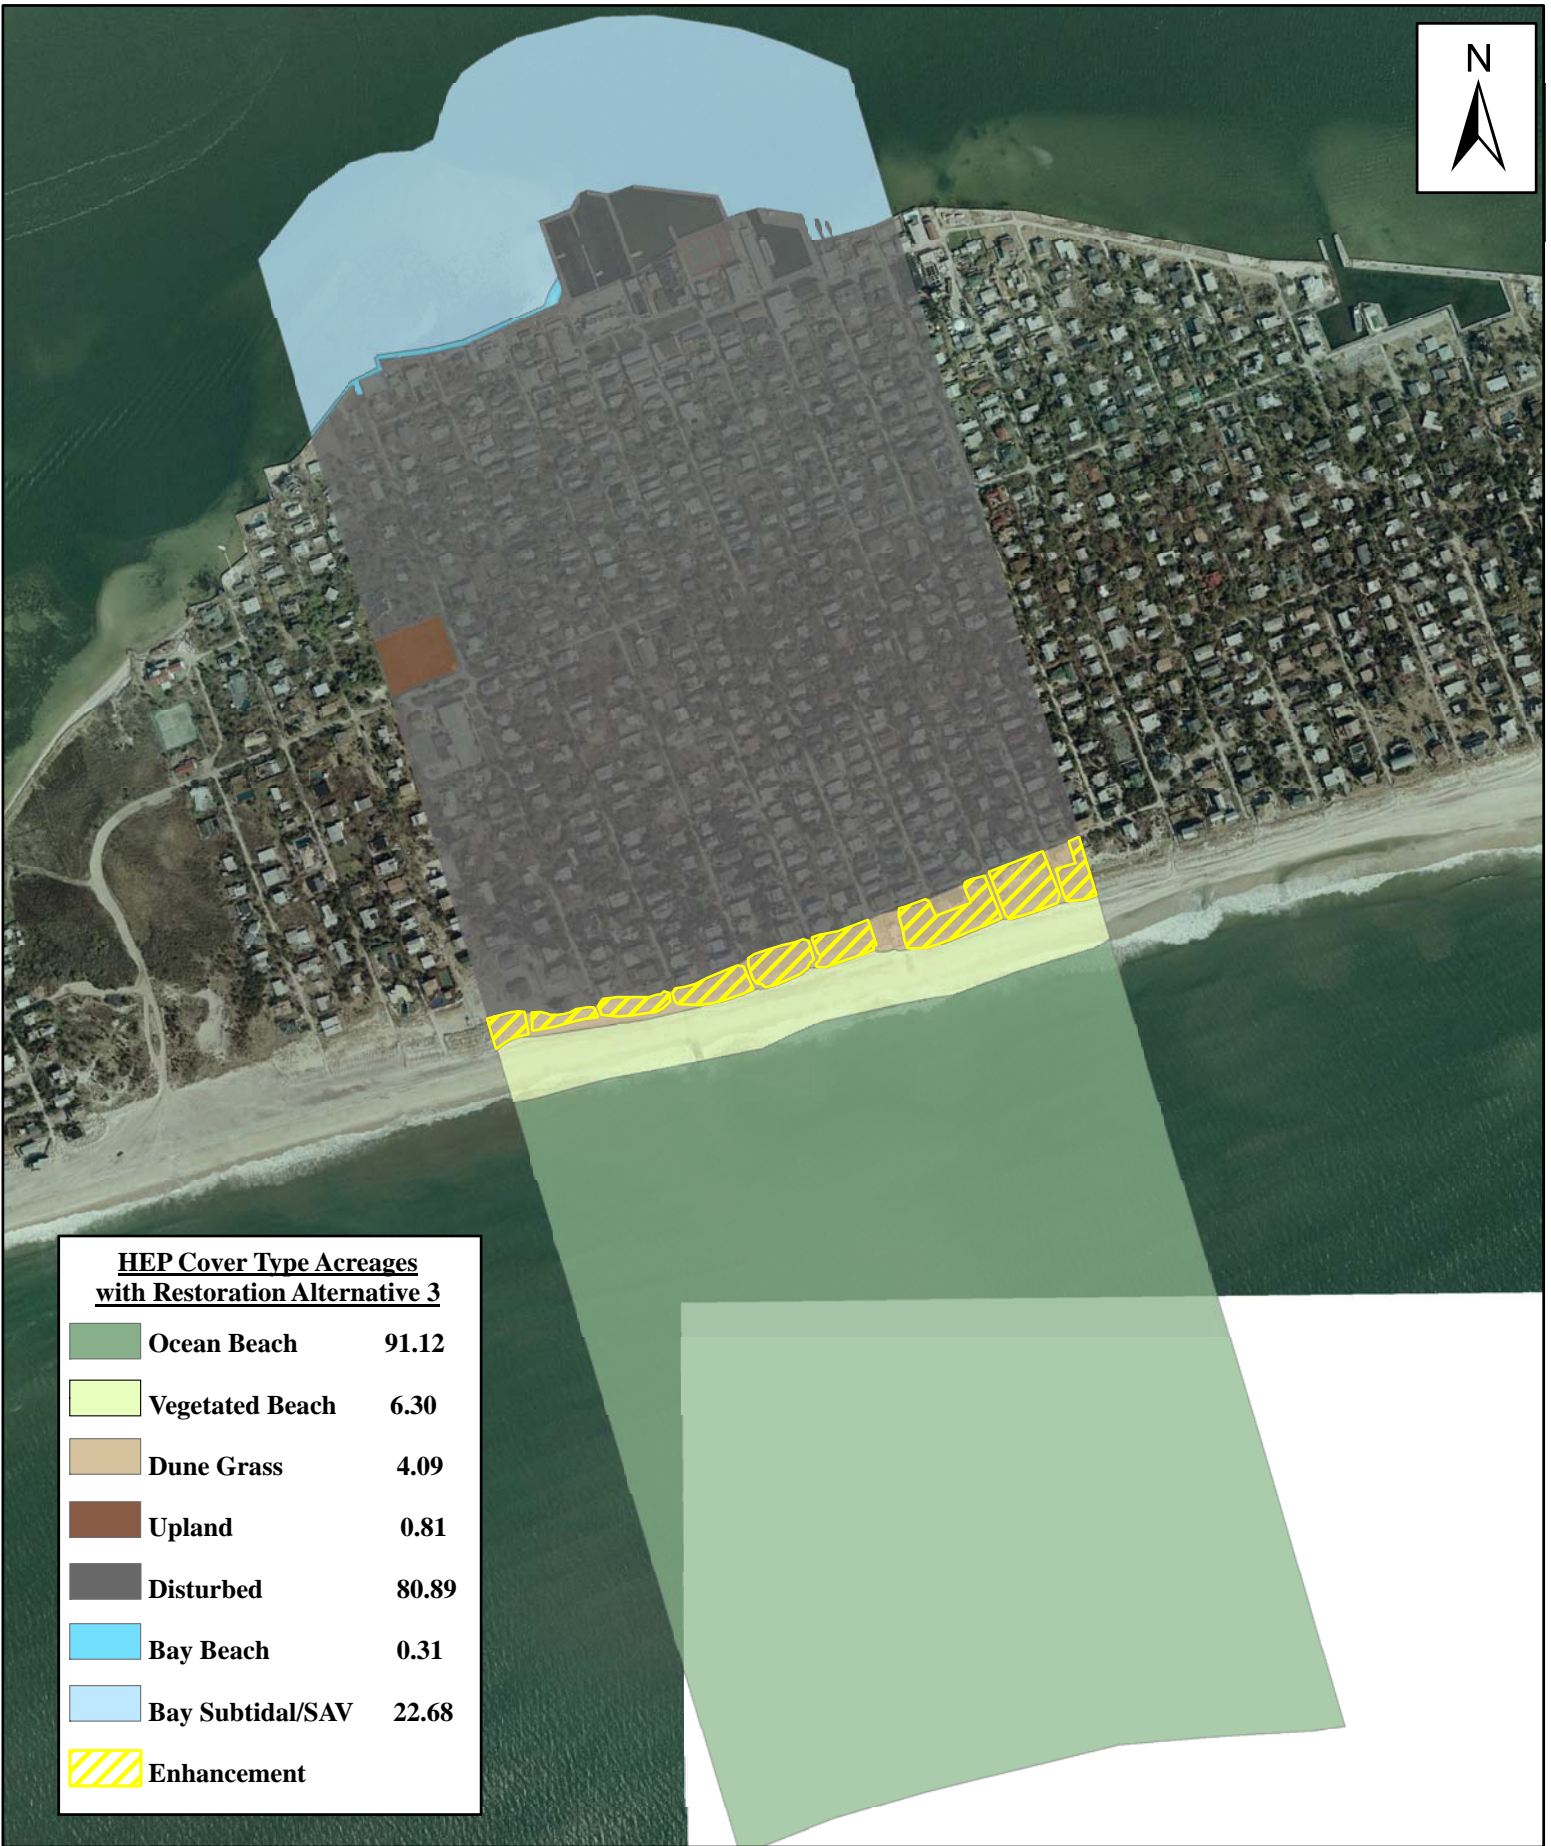 N
HEP Cover Type Acreages
with Restoration Alternative 3
Ocean Beach 91.12
Vegetated Beach 6.30
Dune Grass 4.09
Upland 0.81
Disturbed 80.89
Bay Beach 0.31
Bay Subtidal/SAV 22.68
Enhancement